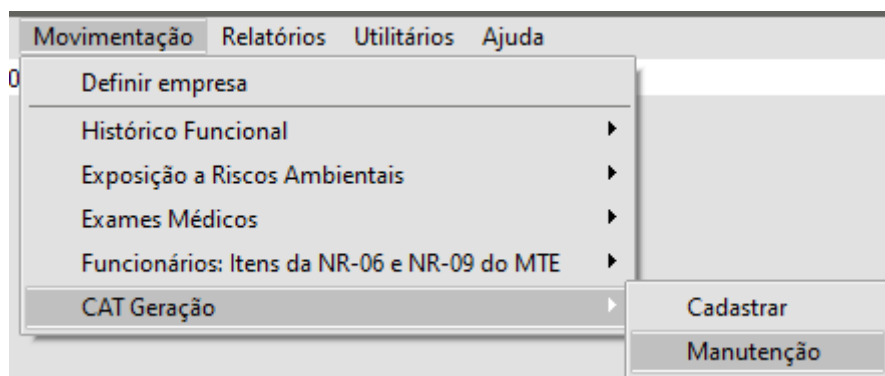 Movimentação Relatórios Utilitários Ajuda
0
Definir empresa
Histórico Funcional
Exposição a Riscos Ambientais
Exames Médicos
Funcionários: Itens da NR-06 e NR-09 do MTE
CAT Geração
Cadastrar
Manutenção